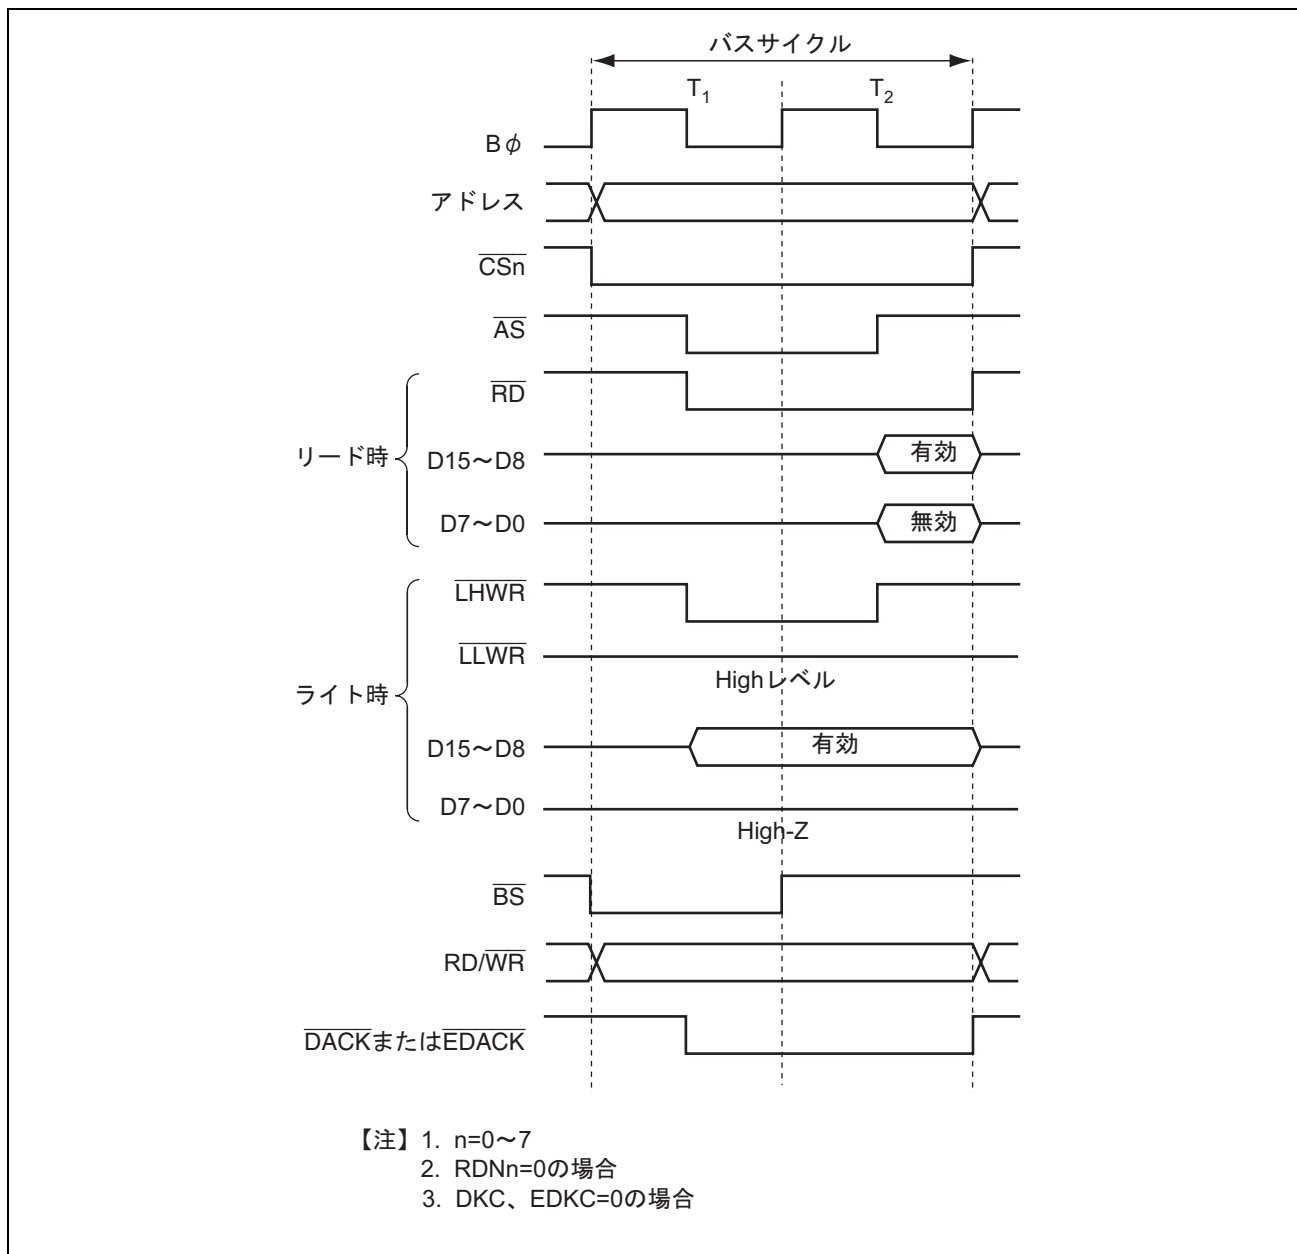 バスサイクル
T1 T2
Bφ
アドレス
CSn
AS
リード時
RD
D15～D8 有効
D7～D0 無効
ライト時
LHWR
LLWR
Highレベル
D15～D8 有効
D7～D0
High-Z
BS
RD/WR
DACKまたはEDACK
【注】 1. n=0～7
2. RDNn=0の場合
3. DKC、EDKC=0の場合